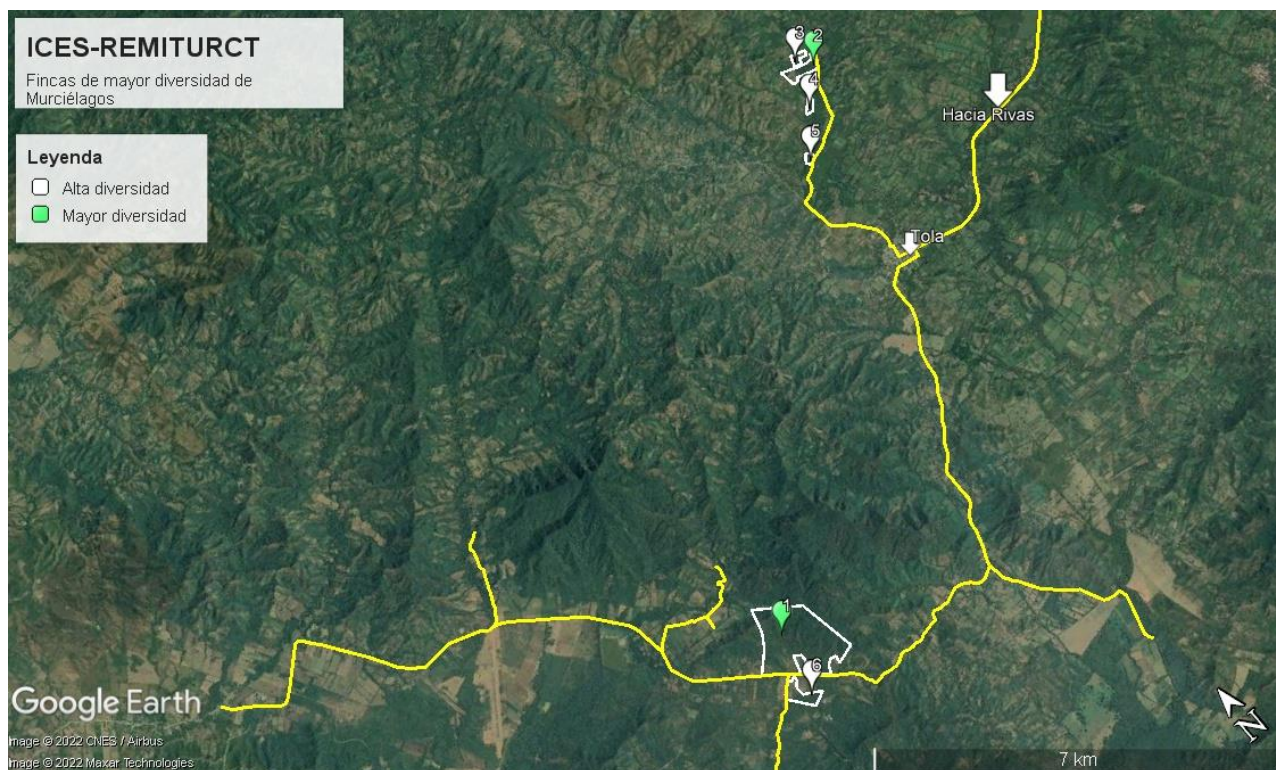 ICES-REMITURCT
Fincas de mayor diversidad de
Murciélagos
Leyenda
Alta diversidad
Mayor diversidad
3
2
4
5
Hacia Rivas
Tola
1
6
Google Earth
N
Image © 2022 CNES / Airbus
Image © 2022 Maxar Technologies
7 km